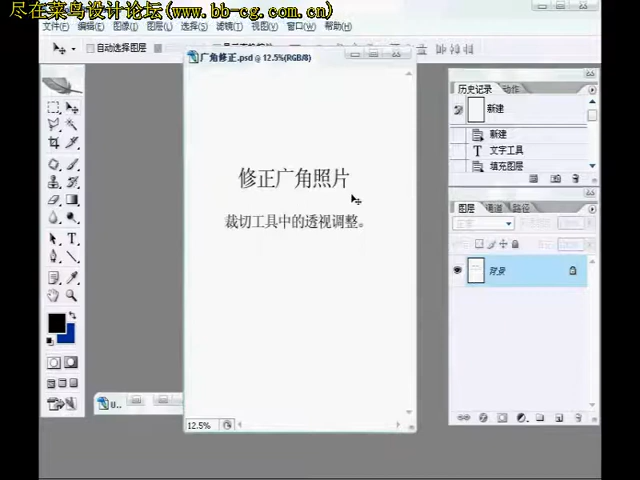 尽在菜鸟设计论坛(www.bb-cg.com.cn)
文件(F) 编辑(E) 图像(I) 图层(L) 选择(S) 滤镜(T) 视图(V) 窗口(W) 帮助(H)
自动选择图层
广角修正.psd @ 12.5%(RGB/8)
历史记录 动作
新建
新建
T 文字工具
填充图层
修正广角照片
裁切工具中的透视调整。
图层 通道 路径
正常
背景
12.5%